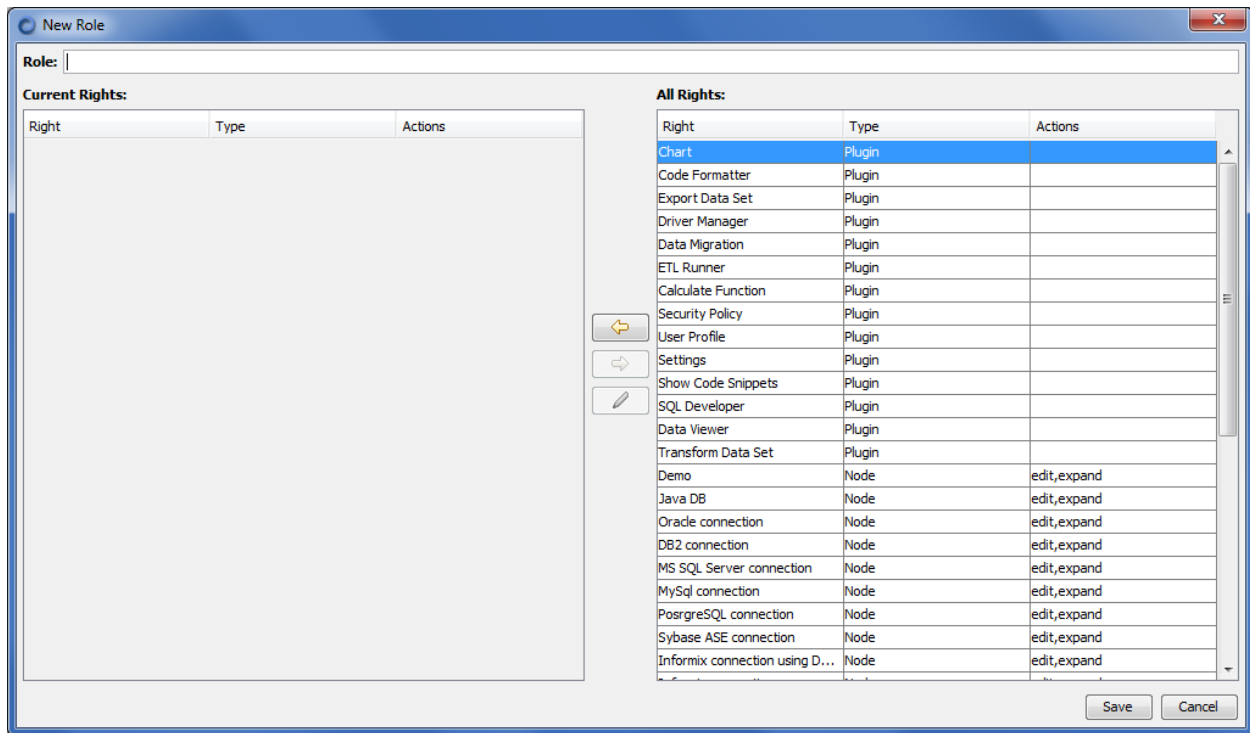 New Role
Role:
Current Rights:
All Rights:
Right Type Actions
Right Type Actions
Chart Plugin
Code Formatter Plugin
Export Data Set Plugin
Driver Manager Plugin
Data Migration Plugin
ETL Runner Plugin
Calculate Function Plugin
Security Policy Plugin
User Profile Plugin
Settings Plugin
Show Code Snippets Plugin
SQL Developer Plugin
Data Viewer Plugin
Transform Data Set Plugin
Demo Node edit,expand
Java DB Node edit,expand
Oracle connection Node edit,expand
DB2 connection Node edit,expand
MS SQL Server connection Node edit,expand
MySql connection Node edit,expand
PosrgreSQL connection Node edit,expand
Sybase ASE connection Node edit,expand
Informix connection using D... Node edit,expand
Save Cancel